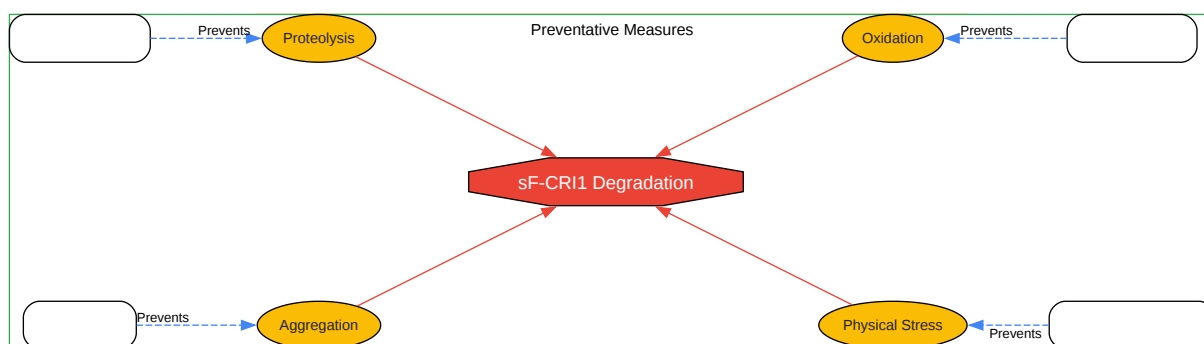 Prevents
Proteolysis
Preventative Measures
Oxidation
Prevents
sF-CRI1 Degradation
Prevents
Aggregation
Physical Stress
Prevents